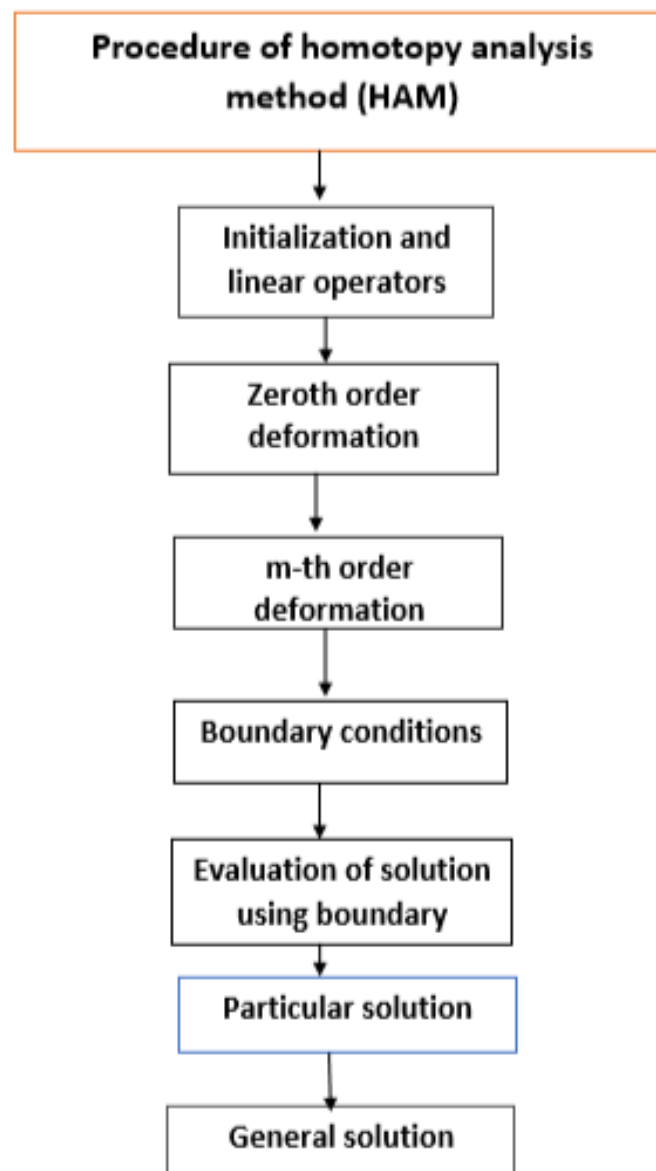 Procedure of homotopy analysis
method (HAM)
Initialization and
linear operators
Zeroth order
deformation
m-th order
deformation
Boundary conditions
Evaluation of solution
using boundary
Particular solution
General solution